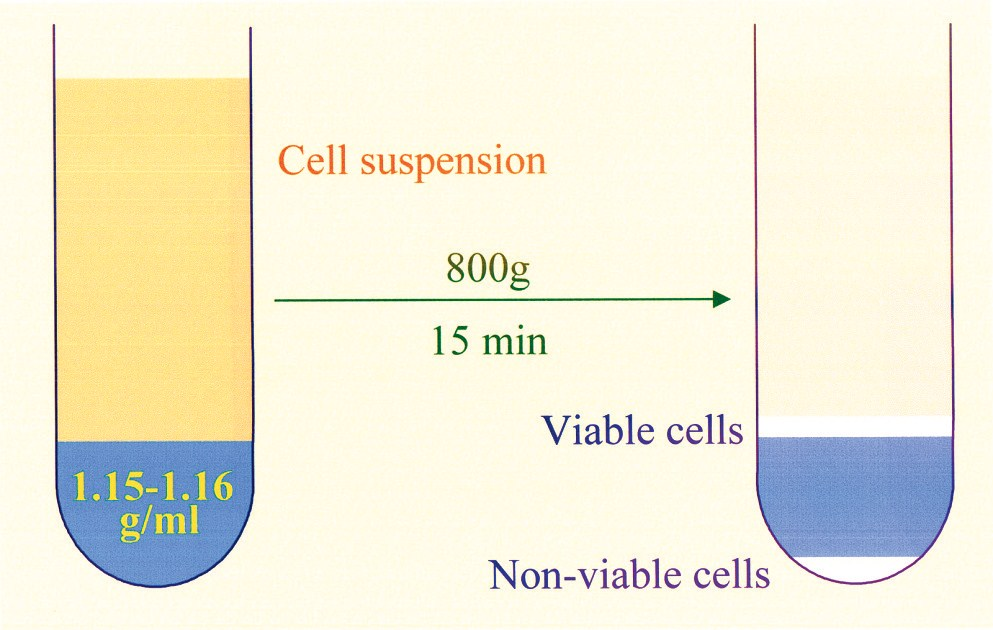 Cell suspension
800g
15 min
Viable cells
1.15-1.16
g/ml
Non-viable cells